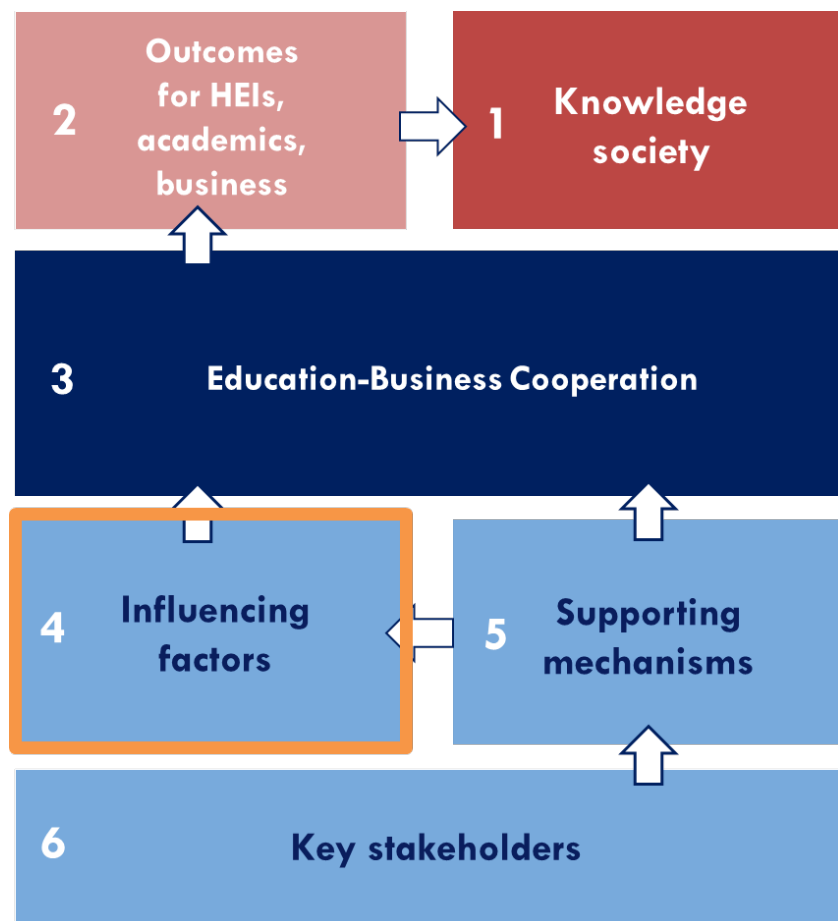 2
Outcomes
for HEIs,
academics,
business
1
Knowledge
society
3
Education-Business Cooperation
4
Influencing
factors
5
Supporting
mechanisms
6
Key stakeholders